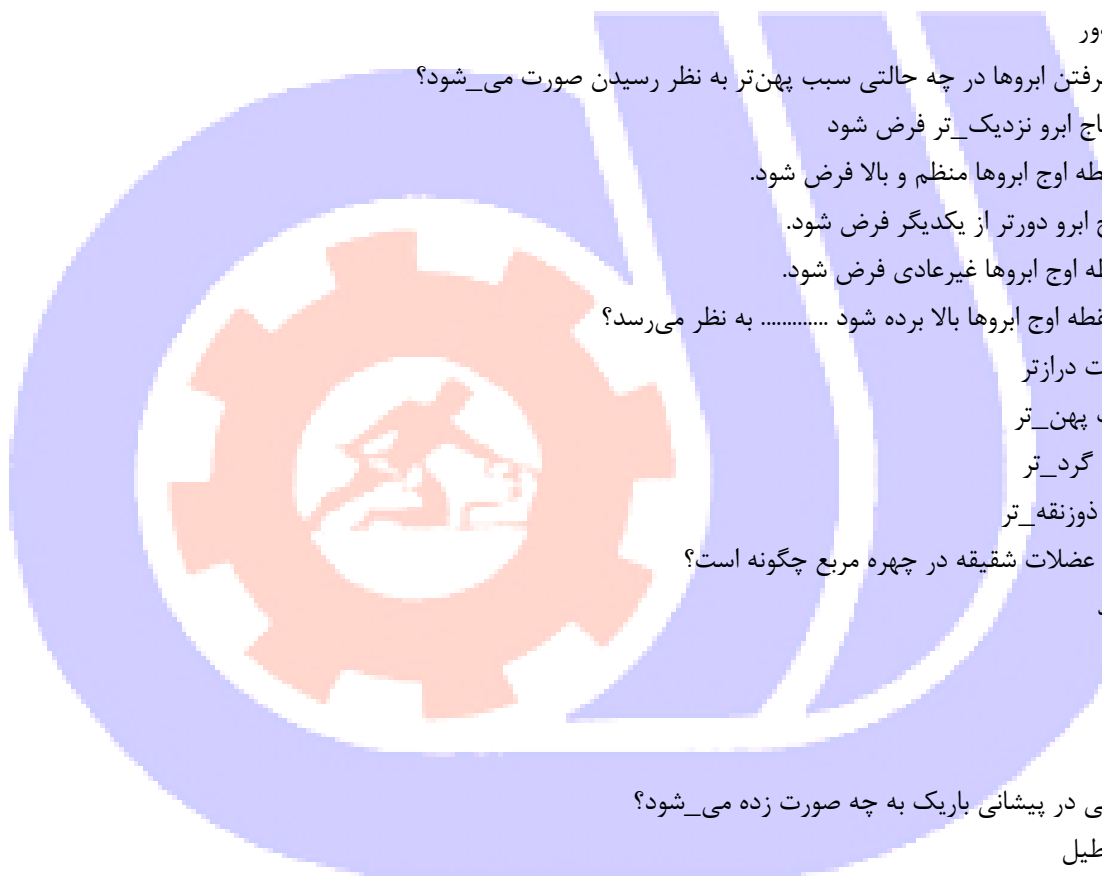 ور
رفتن ابروها در چه حالتی سبب پهن‌تر به نظر رسیدن صورت می_شود؟
اج ابرو نزدیک_تر فرض شود
طه اوج ابروها منظم و بالا فرض شود.
ج ابرو دورتر از یکدیگر فرض شود.
طه اوج ابروها غیرعادی فرض شود.
قطه اوج ابروها بالا برده شود ............. به نظر می‌رسد؟
ت درازتر
پهن_تر
گرد_تر
ذوزنقه_تر
عضلات شقیقه در چهره مربع چگونه است؟
ی در پیشانی باریک به چه صورت زده می_شود؟
طیل